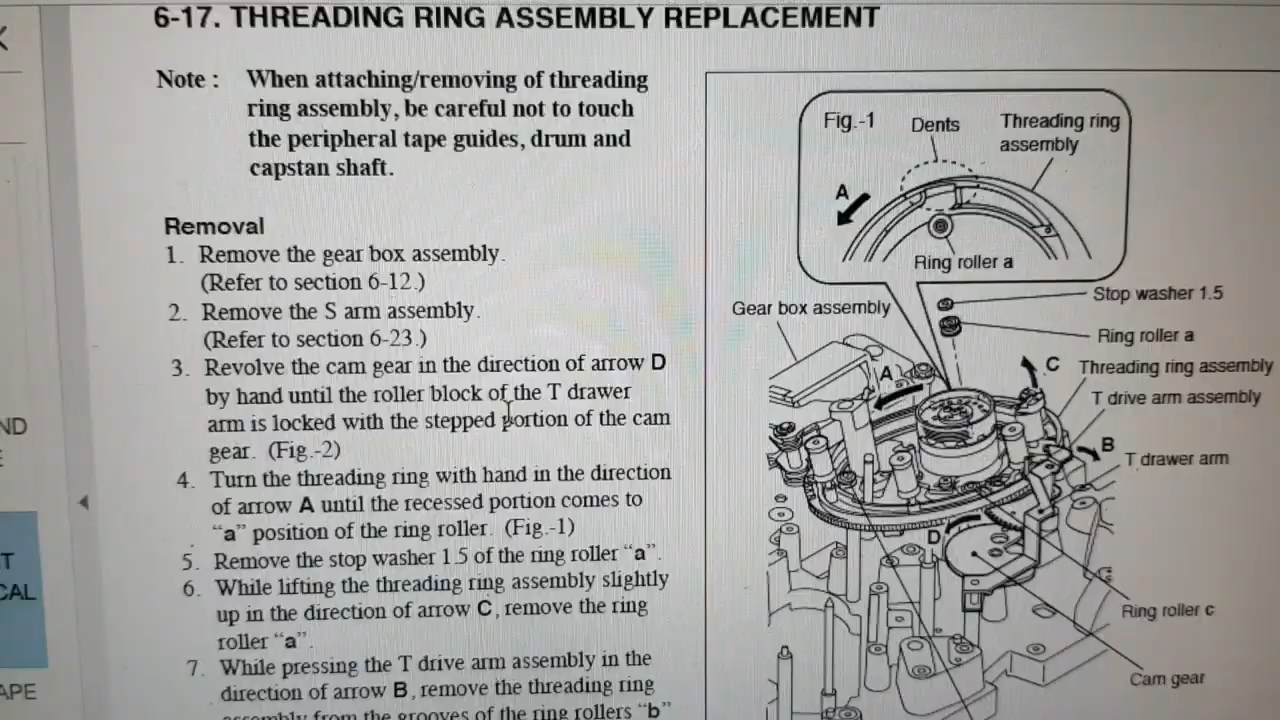 6-17. THREADING RING ASSEMBLY REPLACEMENT
Note : When attaching/removing of threading
ring assembly, be careful not to touch
the peripheral tape guides, drum and
capstan shaft.
Removal
1. Remove the gear box assembly.
(Refer to section 6-12.)
2. Remove the S arm assembly.
(Refer to section 6-23.)
3. Revolve the cam gear in the direction of arrow D
by hand until the roller block of the T drawer
arm is locked with the stepped portion of the cam
gear. (Fig.-2)
4. Turn the threading ring with hand in the direction
of arrow A until the recessed portion comes to
“a” position of the ring roller. (Fig.-1)
5. Remove the stop washer 1.5 of the ring roller “a”.
6. While lifting the threading ring assembly slightly
up in the direction of arrow C, remove the ring
roller “a”.
7. While pressing the T drive arm assembly in the
direction of arrow B, remove the threading ring
assembly from the grooves of the ring rollers “b”
Fig.-1
Dents
Threading ring
assembly
A
Ring roller a
Stop washer 1.5
Gear box assembly
Ring roller a
C
Threading ring assembly
A
T drive arm assembly
B
T drawer arm
D
Ring roller c
Cam gear
ND
E
T
CAL
APE